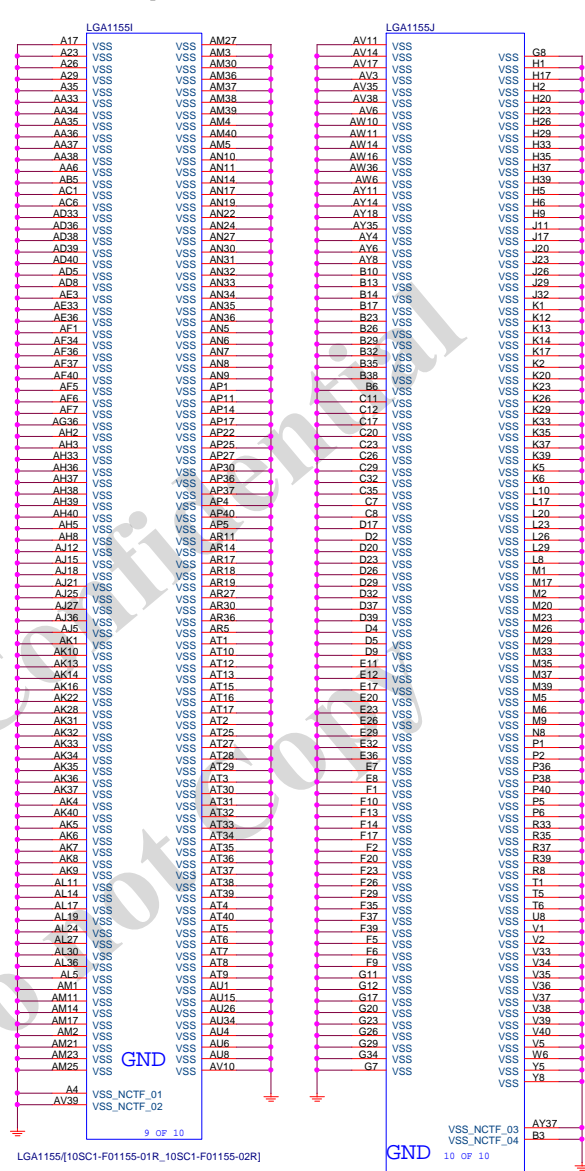 LGA1155I
A17 VSS VSS AM27
A23 VSS VSS AM3
A26 VSS VSS AM30
A29 VSS VSS AM36
A35 VSS VSS AM37
AA33 VSS VSS AM38
AA34 VSS VSS AM39
AA35 VSS VSS AM4
AA36 VSS VSS AM40
AA37 VSS VSS AM5
AA38 VSS VSS AN10
AA6 VSS VSS AN11
AB5 VSS VSS AN14
AC1 VSS VSS AN17
AC6 VSS VSS AN19
AD33 VSS VSS AN22
AD36 VSS VSS AN24
AD38 VSS VSS AN27
AD39 VSS VSS AN30
AD40 VSS VSS AN31
AD5 VSS VSS AN32
AD8 VSS VSS AN33
AE3 VSS VSS AN34
AE33 VSS VSS AN35
AE36 VSS VSS AN36
AF1 VSS VSS AN5
AF34 VSS VSS AN6
AF36 VSS VSS AN7
AF37 VSS VSS AN8
AF40 VSS VSS AN9
AF5 VSS VSS AP1
AF6 VSS VSS AP11
AF7 VSS VSS AP14
AG36 VSS VSS AP17
AH2 VSS VSS AP22
AH3 VSS VSS AP25
AH33 VSS VSS AP27
AH36 VSS VSS AP30
AH37 VSS VSS AP36
AH38 VSS VSS AP37
AH39 VSS VSS AP4
AH40 VSS VSS AP40
AH5 VSS VSS AP5
AH8 VSS VSS AR11
AJ12 VSS VSS AR14
AJ15 VSS VSS AR17
AJ18 VSS VSS AR18
AJ21 VSS VSS AR19
AJ25 VSS VSS AR27
AJ27 VSS VSS AR30
AJ36 VSS VSS AR36
AJ5 VSS VSS AR5
AK1 VSS VSS AT1
AK10 VSS VSS AT10
AK13 VSS VSS AT12
AK14 VSS VSS AT13
AK16 VSS VSS AT15
AK22 VSS VSS AT16
AK28 VSS VSS AT17
AK31 VSS VSS AT2
AK32 VSS VSS AT25
AK33 VSS VSS AT27
AK34 VSS VSS AT28
AK35 VSS VSS AT29
AK36 VSS VSS AT3
AK37 VSS VSS AT30
AK4 VSS VSS AT31
AK40 VSS VSS AT32
AK5 VSS VSS AT33
AK6 VSS VSS AT34
AK7 VSS VSS AT35
AK8 VSS VSS AT36
AK9 VSS VSS AT37
AL11 VSS VSS AT38
AL14 VSS VSS AT39
AL17 VSS VSS AT4
AL19 VSS VSS AT40
AL24 VSS VSS AT5
AL27 VSS VSS AT6
AL30 VSS VSS AT7
AL36 VSS VSS AT8
AL5 VSS VSS AT9
AM1 VSS VSS AU1
AM11 VSS VSS AU15
AM14 VSS VSS AU26
AM17 VSS VSS AU34
AM2 VSS VSS AU4
AM21 VSS VSS AU6
AM23 VSS VSS AU8
AM25 VSS VSS AV10
GND
A4 VSS_NCTF_01
AV39 VSS_NCTF_02
9 OF 10
LGA1155/[10SC1-F01155-01R_10SC1-F01155-02R]
LGA1155J
AV11 VSS
AV14 VSS VSS G8
AV17 VSS VSS H1
AV3 VSS VSS H17
AV35 VSS VSS H2
AV38 VSS VSS H20
AV6 VSS VSS H23
AW10 VSS VSS H26
AW11 VSS VSS H29
AW14 VSS VSS H33
AW16 VSS VSS H35
AW36 VSS VSS H37
AW6 VSS VSS H39
AY11 VSS VSS H5
AY14 VSS VSS H6
AY18 VSS VSS H9
AY35 VSS VSS J11
AY4 VSS VSS J17
AY6 VSS VSS J20
AY8 VSS VSS J23
B10 VSS VSS J26
B13 VSS VSS J29
B14 VSS VSS J32
B17 VSS VSS K1
B23 VSS VSS K12
B26 VSS VSS K13
B29 VSS VSS K14
B32 VSS VSS K17
B35 VSS VSS K2
B38 VSS VSS K20
B6 VSS VSS K23
C11 VSS VSS K26
C12 VSS VSS K29
C17 VSS VSS K33
C20 VSS VSS K35
C23 VSS VSS K37
C26 VSS VSS K39
C29 VSS VSS K5
C32 VSS VSS K6
C35 VSS VSS L10
C7 VSS VSS L17
C8 VSS VSS L20
D17 VSS VSS L23
D2 VSS VSS L26
D20 VSS VSS L29
D23 VSS VSS L8
D26 VSS VSS M1
D29 VSS VSS M17
D32 VSS VSS M2
D37 VSS VSS M20
D39 VSS VSS M23
D4 VSS VSS M26
D5 VSS VSS M29
D9 VSS VSS M33
E11 VSS VSS M35
E12 VSS VSS M37
E17 VSS VSS M39
E20 VSS VSS M5
E23 VSS VSS M6
E26 VSS VSS M9
E29 VSS VSS N8
E32 VSS VSS P1
E36 VSS VSS P2
E7 VSS VSS P36
E8 VSS VSS P38
F1 VSS VSS P40
F10 VSS VSS P5
F13 VSS VSS P6
F14 VSS VSS R33
F17 VSS VSS R35
F2 VSS VSS R37
F20 VSS VSS R39
F23 VSS VSS R8
F26 VSS VSS T1
F29 VSS VSS T5
F35 VSS VSS T6
F37 VSS VSS U8
F39 VSS VSS V1
F5 VSS VSS V2
F6 VSS VSS V33
F9 VSS VSS V34
G11 VSS VSS V35
G12 VSS VSS V36
G17 VSS VSS V37
G20 VSS VSS V38
G23 VSS VSS V39
G26 VSS VSS V40
G29 VSS VSS V5
G34 VSS VSS W6
G7 VSS VSS Y5
VSS Y8
VSS_NCTF_03 AY37
VSS_NCTF_04 B3
GND 10 OF 10
Confidential
o not Copy